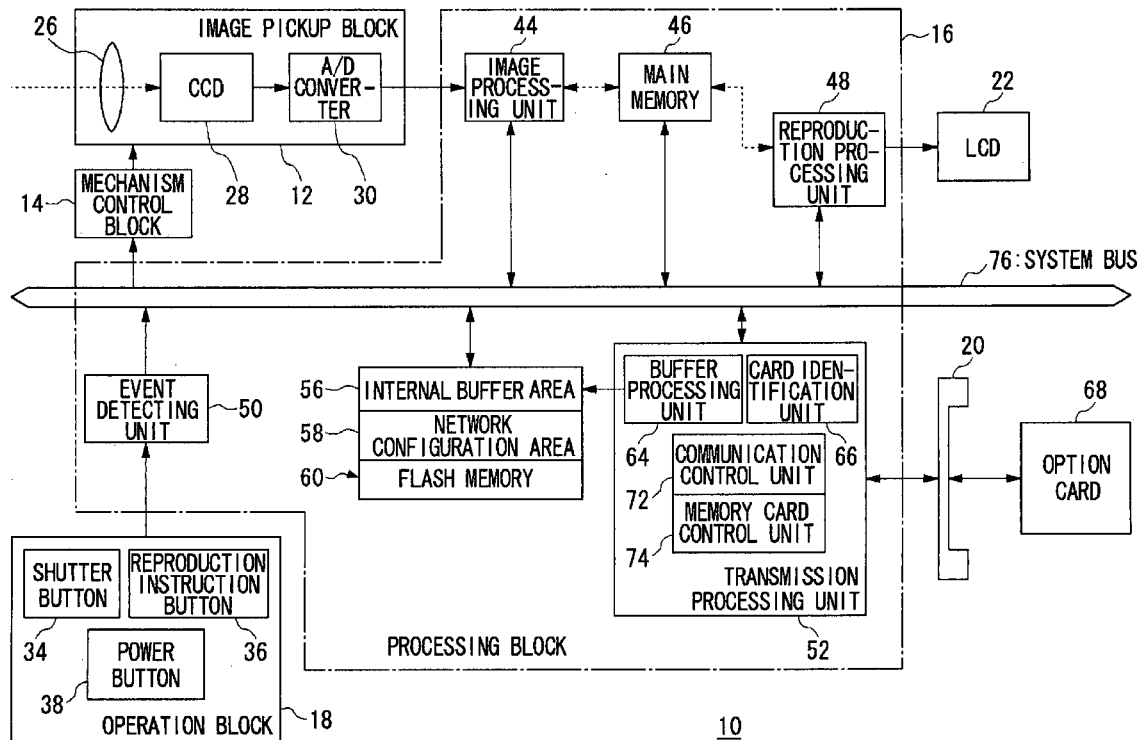 26
IMAGE PICKUP BLOCK
CCD
A/D
CONVER-
TER
28
12
30
44
IMAGE
PROCESS-
ING UNIT
46
MAIN
MEMORY
16
48
REPRODUC-
TION PRO-
CESSING
UNIT
22
LCD
14
MECHANISM
CONTROL
BLOCK
76:SYSTEM BUS
EVENT
DETECTING
UNIT
50
56
INTERNAL BUFFER AREA
58
NETWORK
CONFIGURATION AREA
60
FLASH MEMORY
BUFFER
PROCESSING
UNIT
64
CARD IDEN-
TIFICATION
UNIT
66
72
COMMUNICATION
CONTROL UNIT
74
MEMORY CARD
CONTROL UNIT
TRANSMISSION
PROCESSING UNIT
52
20
68
OPTION
CARD
SHUTTER
BUTTON
34
REPRODUCTION
INSTRUCTION
BUTTON
36
POWER
BUTTON
38
OPERATION BLOCK
18
PROCESSING BLOCK
10